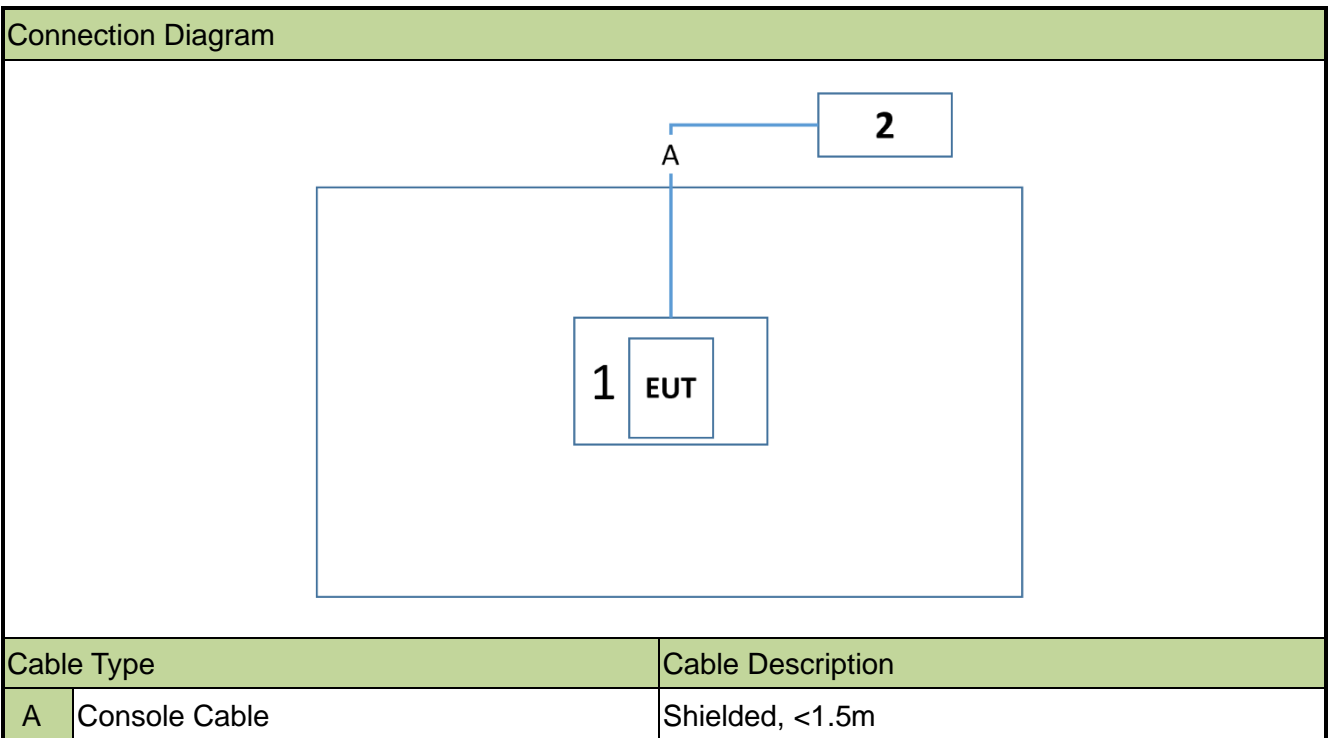 Connection Diagram
2
A
1 EUT
Cable Type Cable Description
A Console Cable Shielded, <1.5m